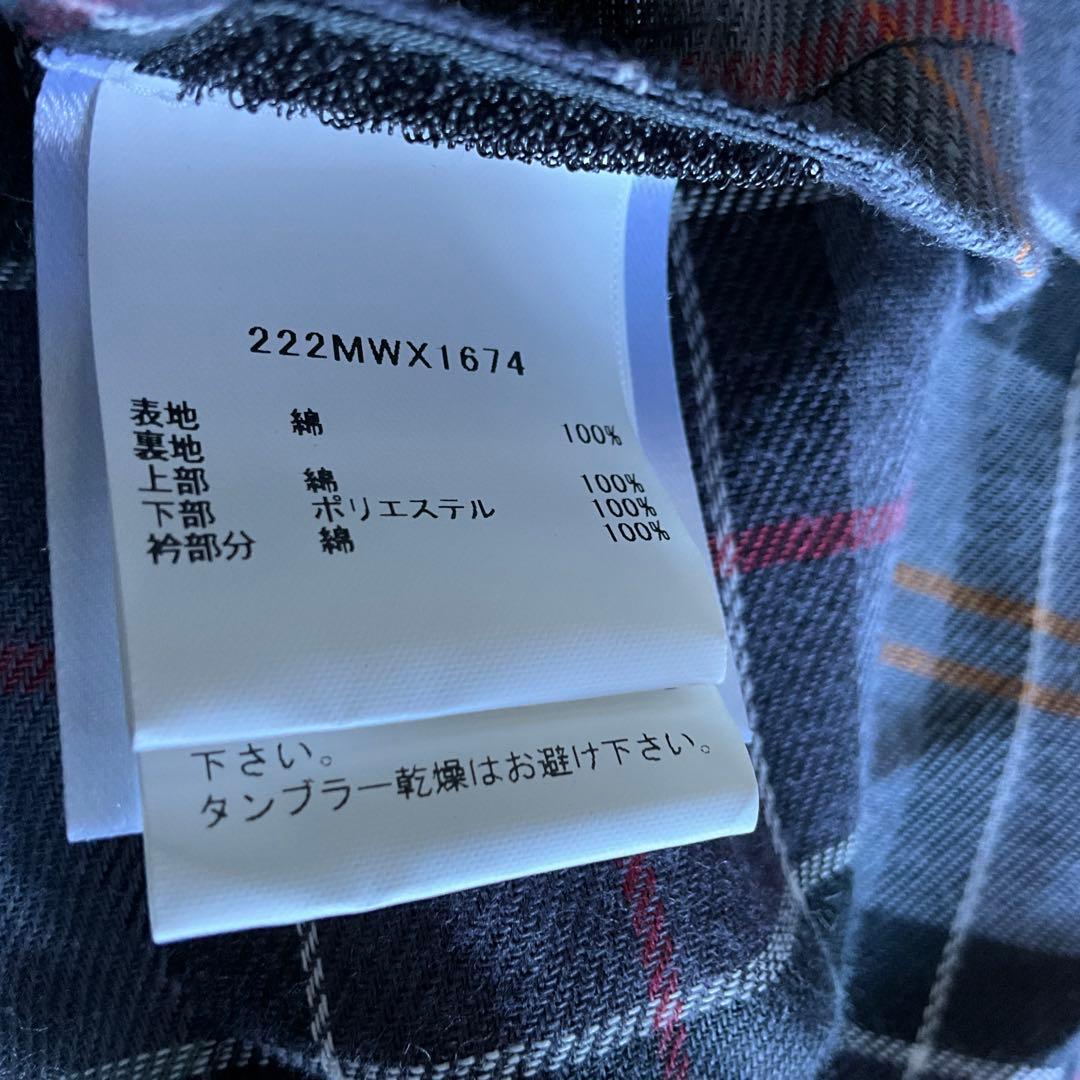 222MWX1674
表地 綿 100%
裏地
上部 綿 100%
下部 ポリエステル 100%
衿部分 綿 100%
下さい。
タンブラー乾燥はお避け下さい。